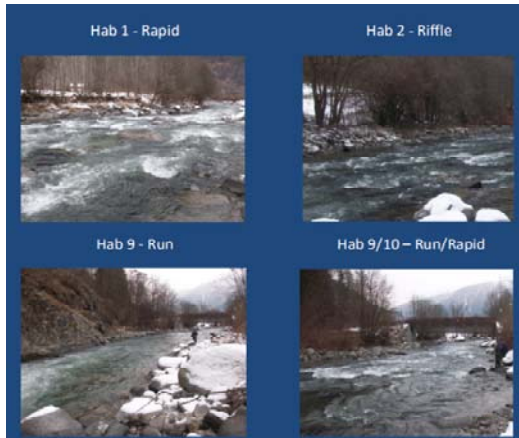 Hab 1 - Rapid
Hab 2 - Riffle
Hab 9 - Run
Hab 9/10 – Run/Rapid